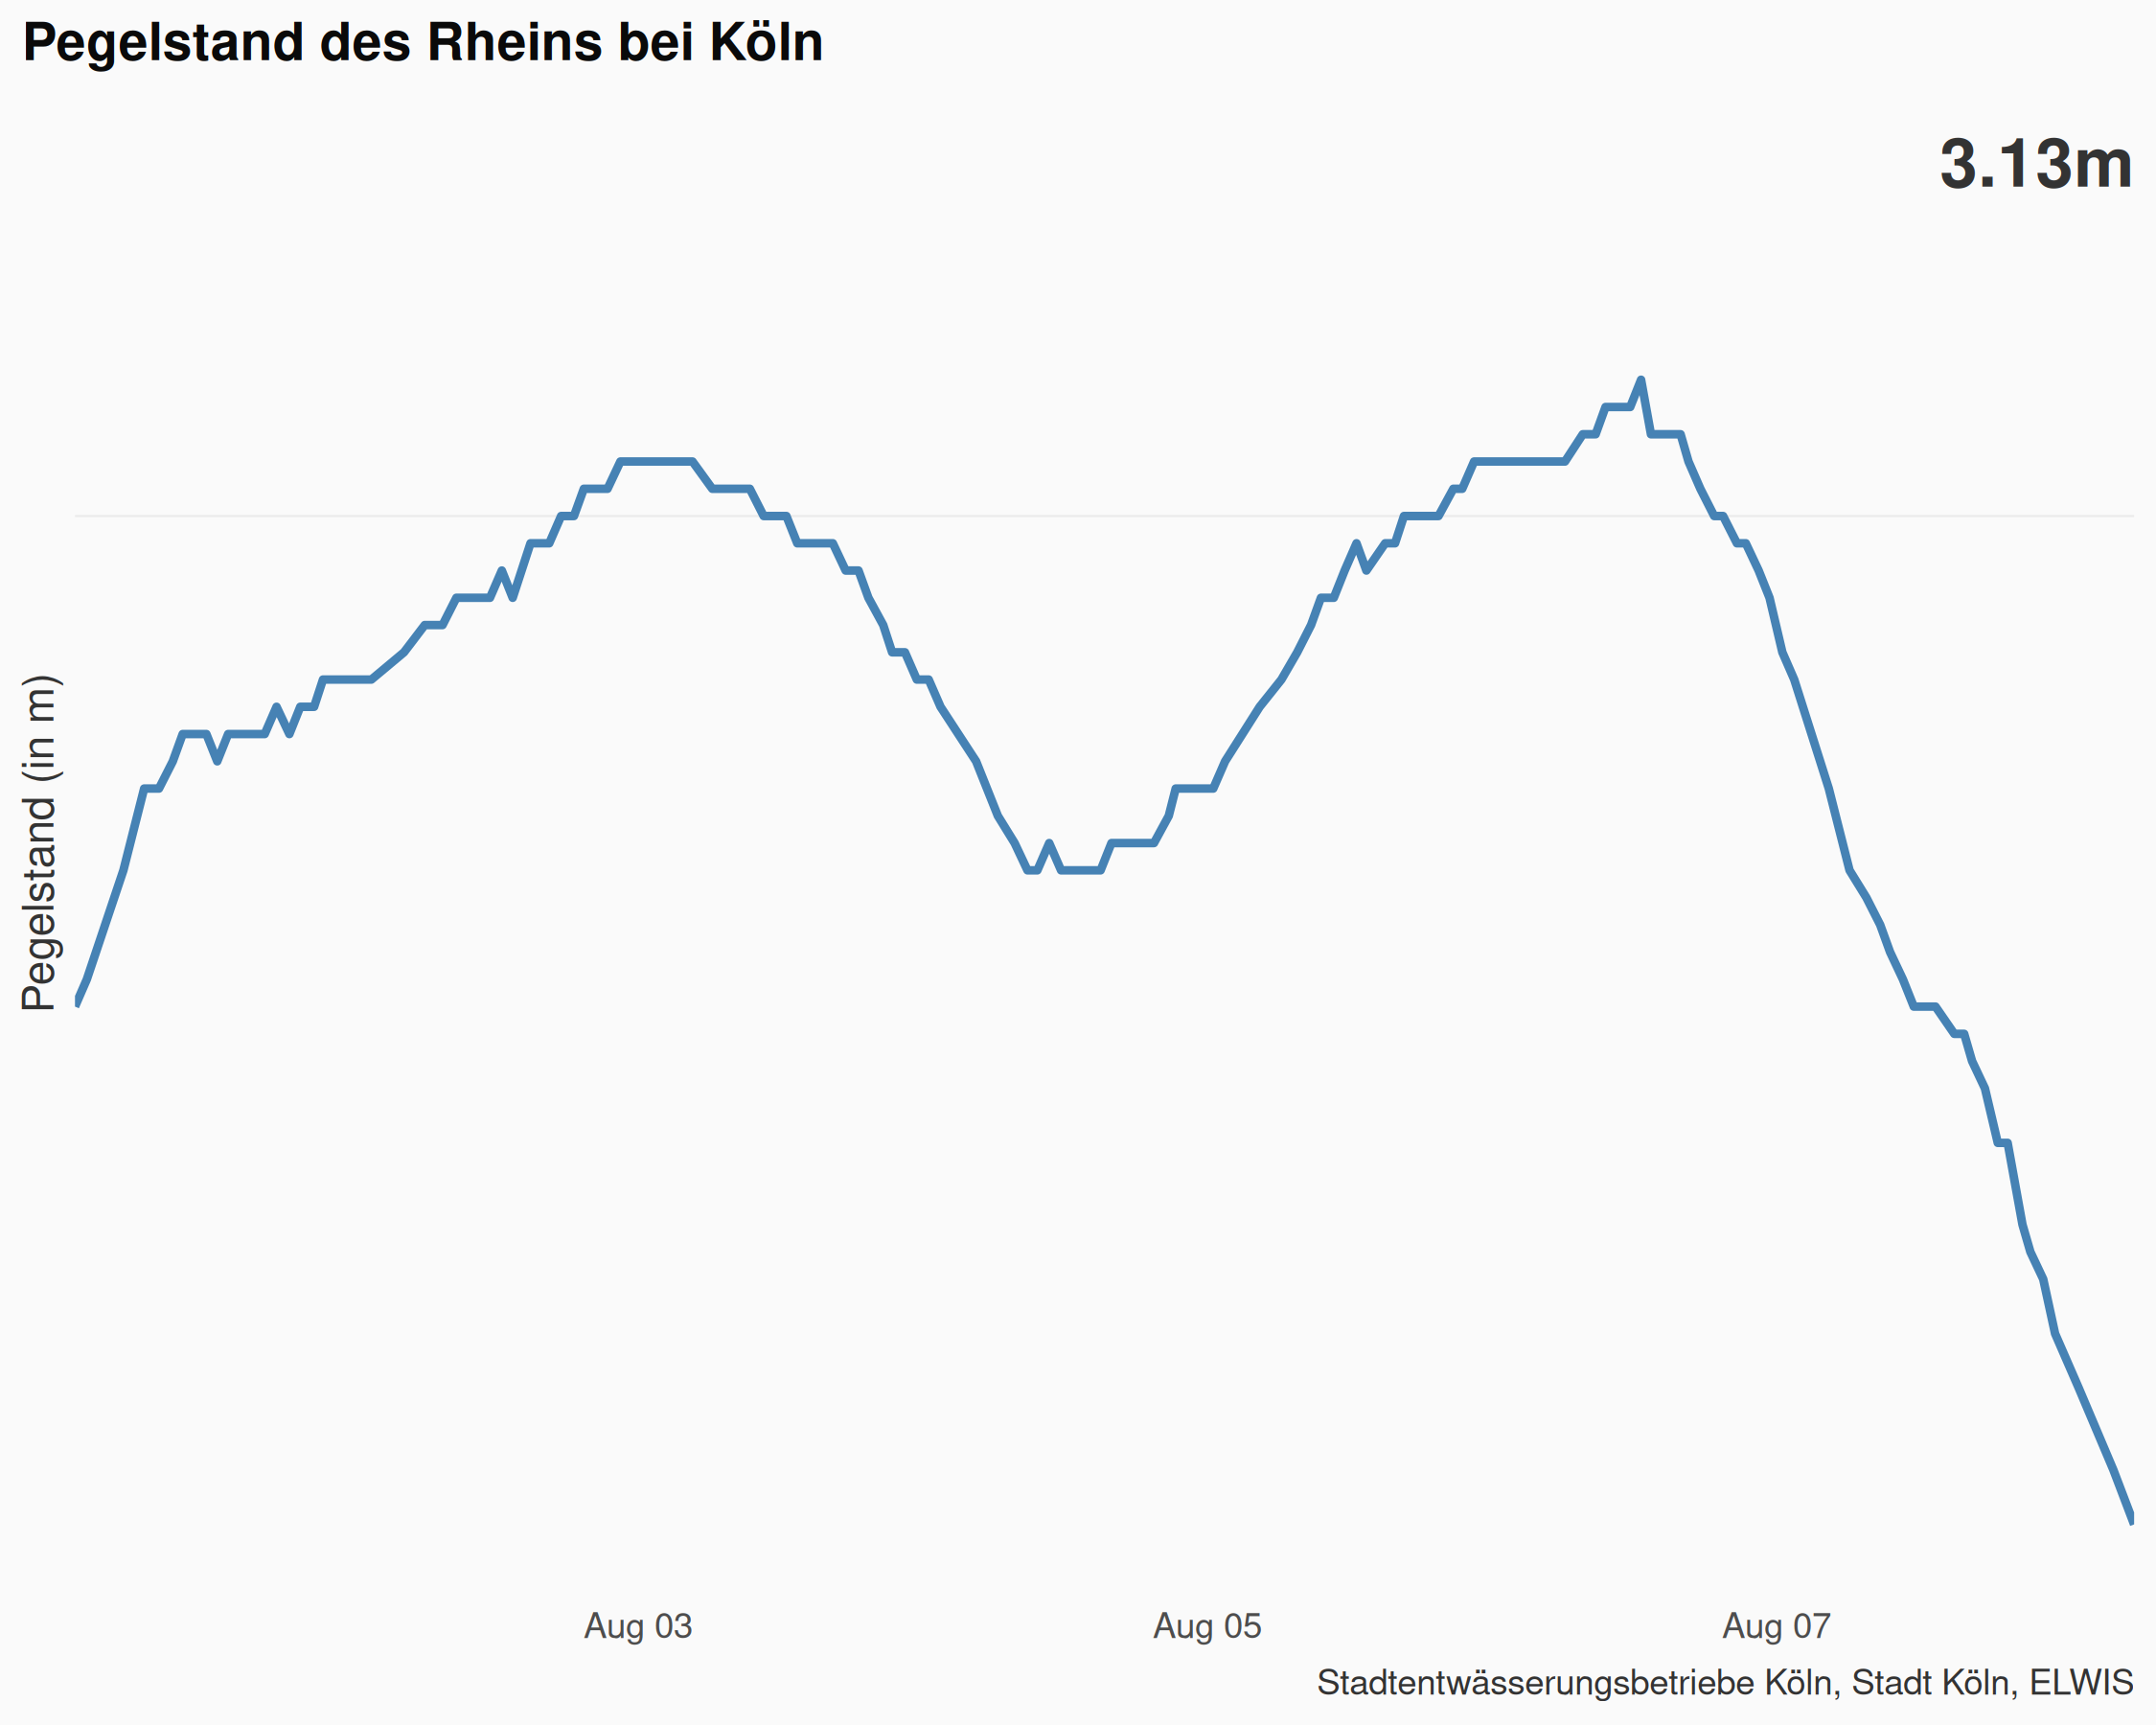 Pegelstand des Rheins bei Köln
3.13m
Pegelstand (in m)
Aug 03
Aug 05
Aug 07
Stadtentwässerungsbetriebe Köln, Stadt Köln, ELWIS